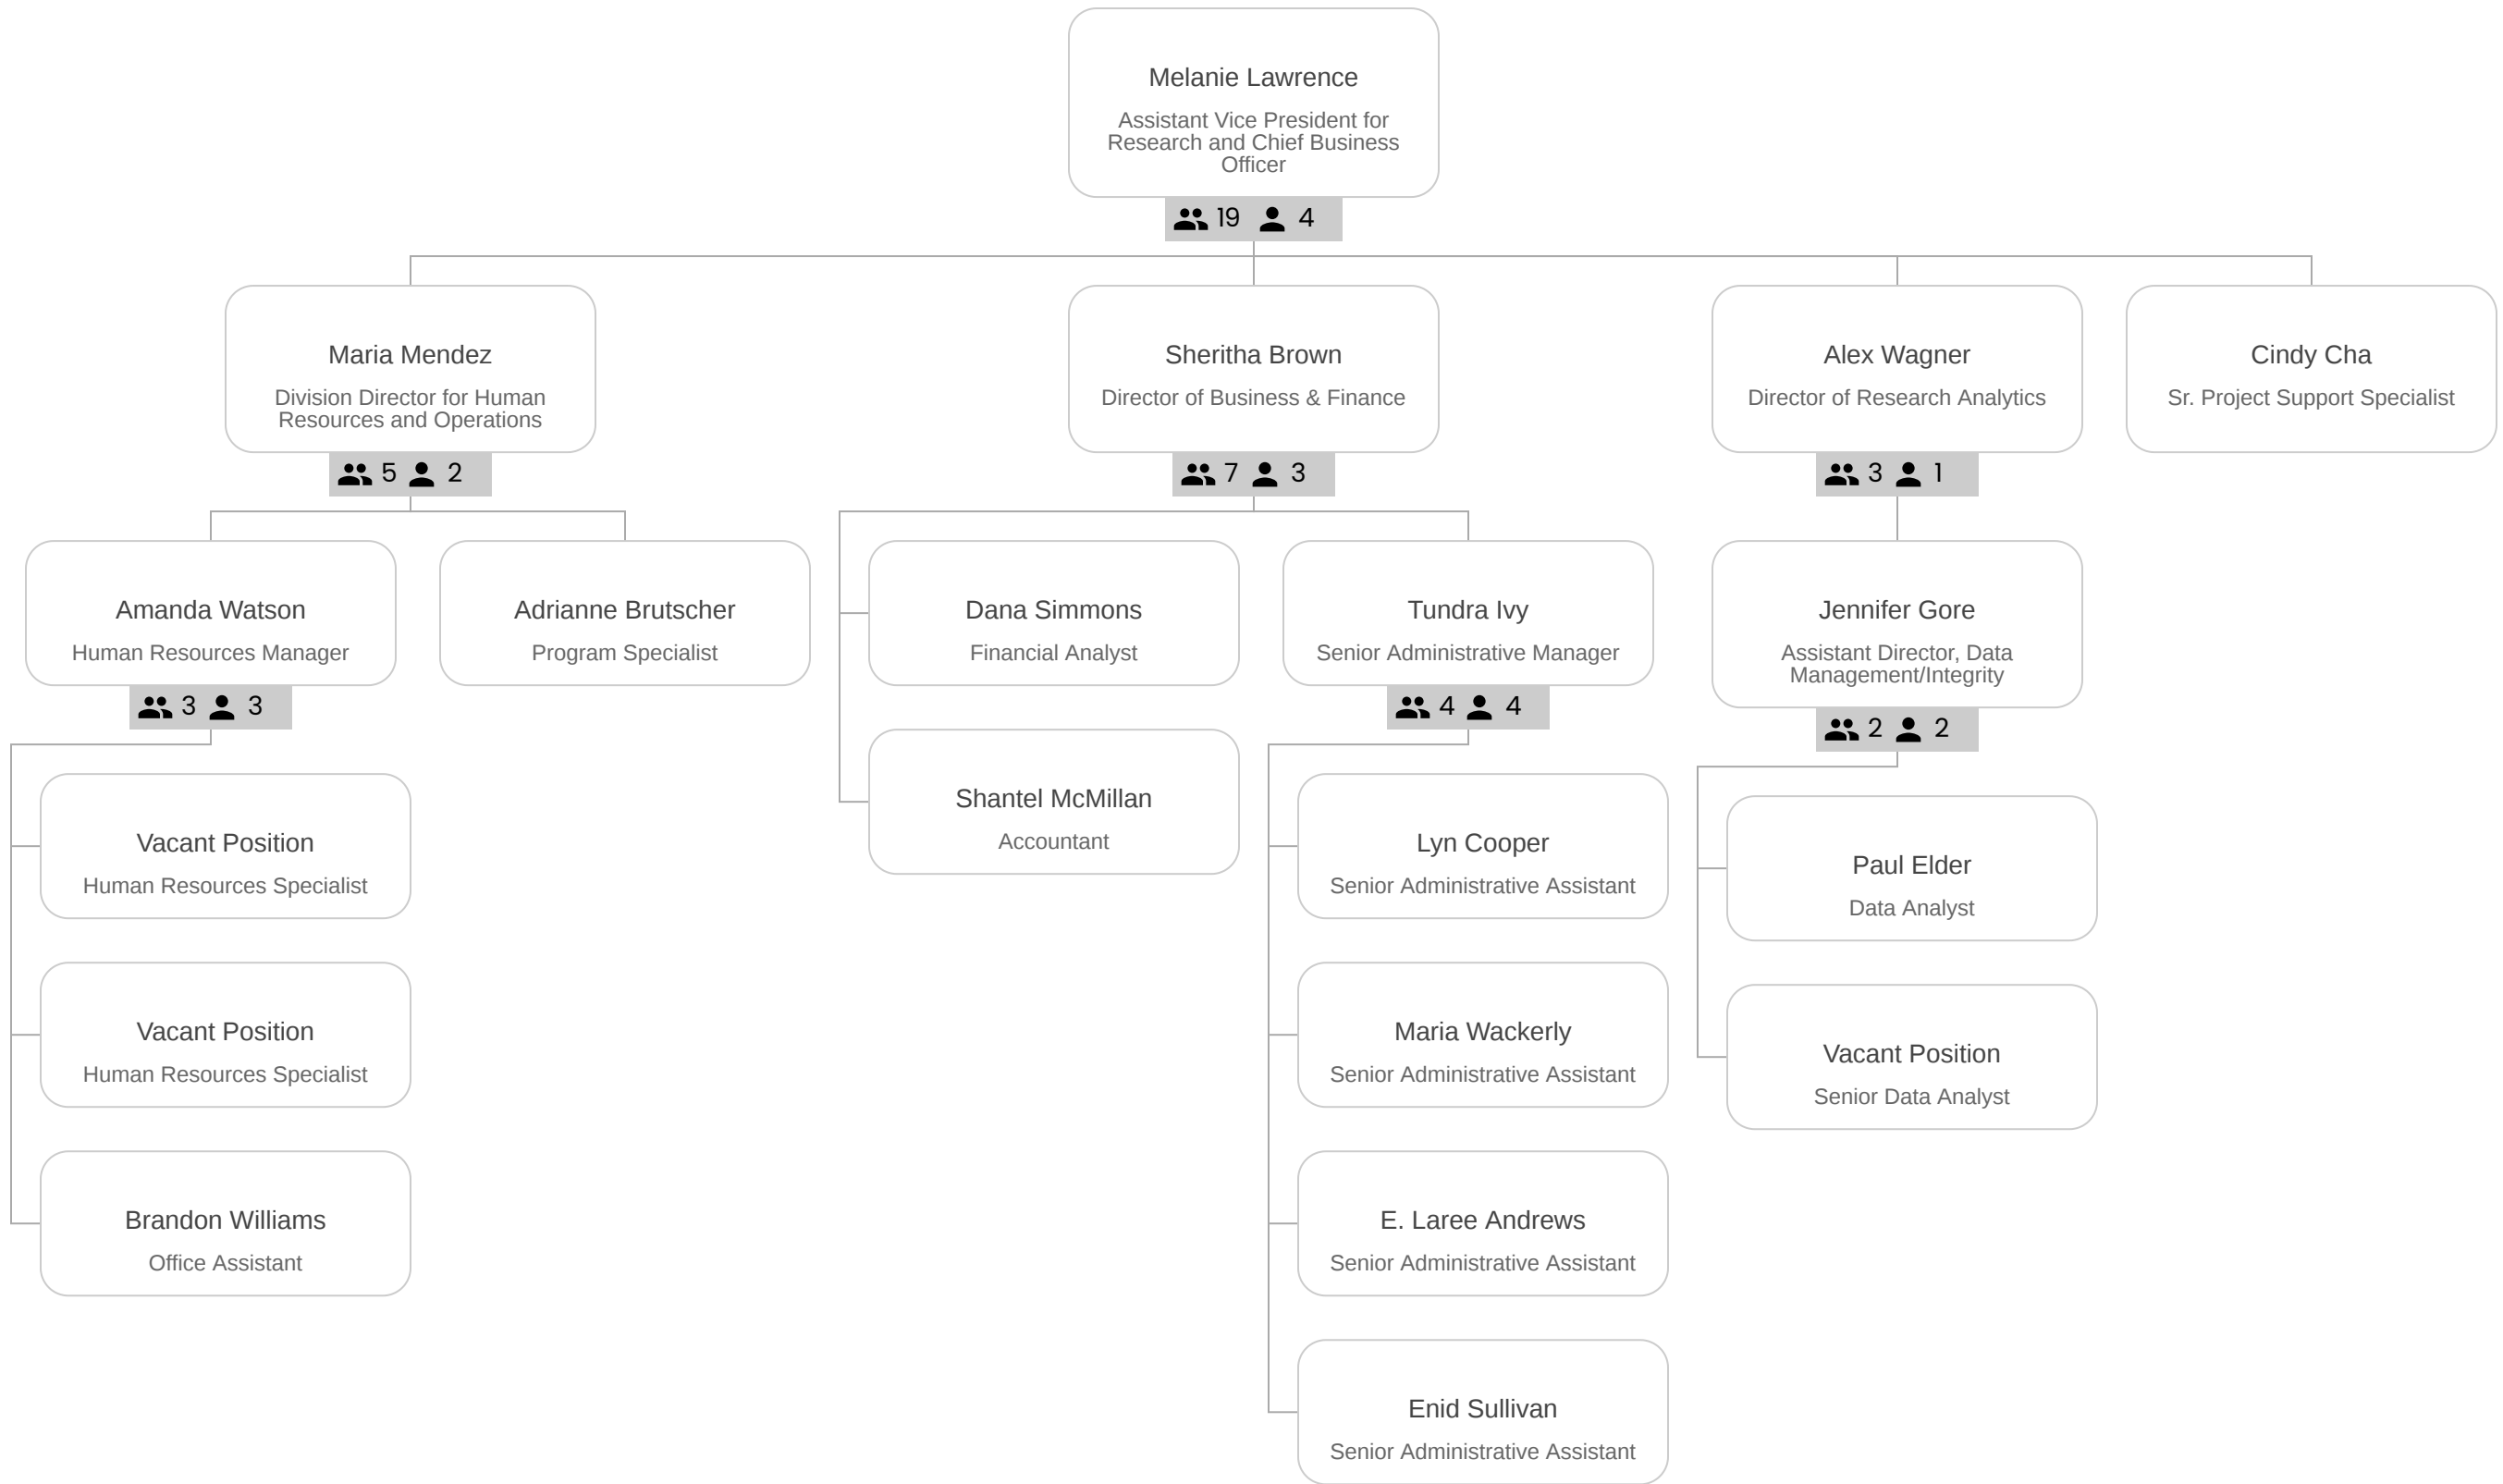 Melanie Lawrence
Assistant Vice President for
Research and Chief Business
Officer
19 4
Maria Mendez
Division Director for Human
Resources and Operations
5 2
Sheritha Brown
Director of Business & Finance
7 3
Alex Wagner
Director of Research Analytics
3 1
Cindy Cha
Sr. Project Support Specialist
Amanda Watson
Human Resources Manager
3 3
Adrianne Brutscher
Program Specialist
Dana Simmons
Financial Analyst
Tundra Ivy
Senior Administrative Manager
4 4
Jennifer Gore
Assistant Director, Data
Management/Integrity
2 2
Vacant Position
Human Resources Specialist
Vacant Position
Human Resources Specialist
Brandon Williams
Office Assistant
Shantel McMillan
Accountant
Lyn Cooper
Senior Administrative Assistant
Maria Wackerly
Senior Administrative Assistant
E. Laree Andrews
Senior Administrative Assistant
Enid Sullivan
Senior Administrative Assistant
Paul Elder
Data Analyst
Vacant Position
Senior Data Analyst